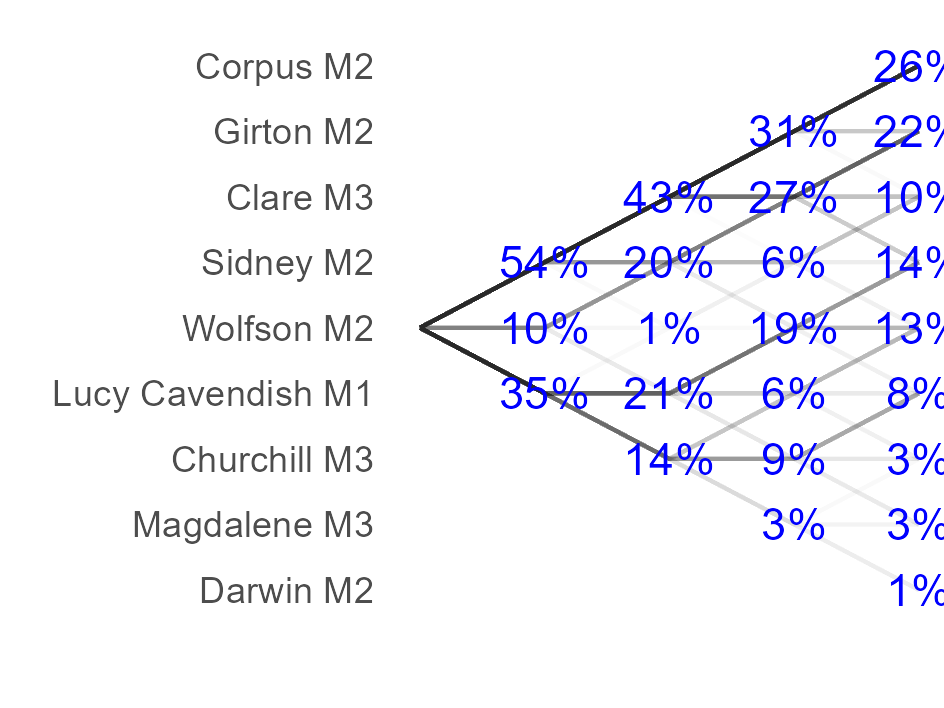 Corpus M2 26%
Girton M2 31% 22%
Clare M3 43% 27% 10%
Sidney M2 54% 20% 6% 14%
Wolfson M2 10% 1% 19% 13%
Lucy Cavendish M1 35% 21% 6% 8%
Churchill M3 14% 9% 3%
Magdalene M3 3% 3%
Darwin M2 1%